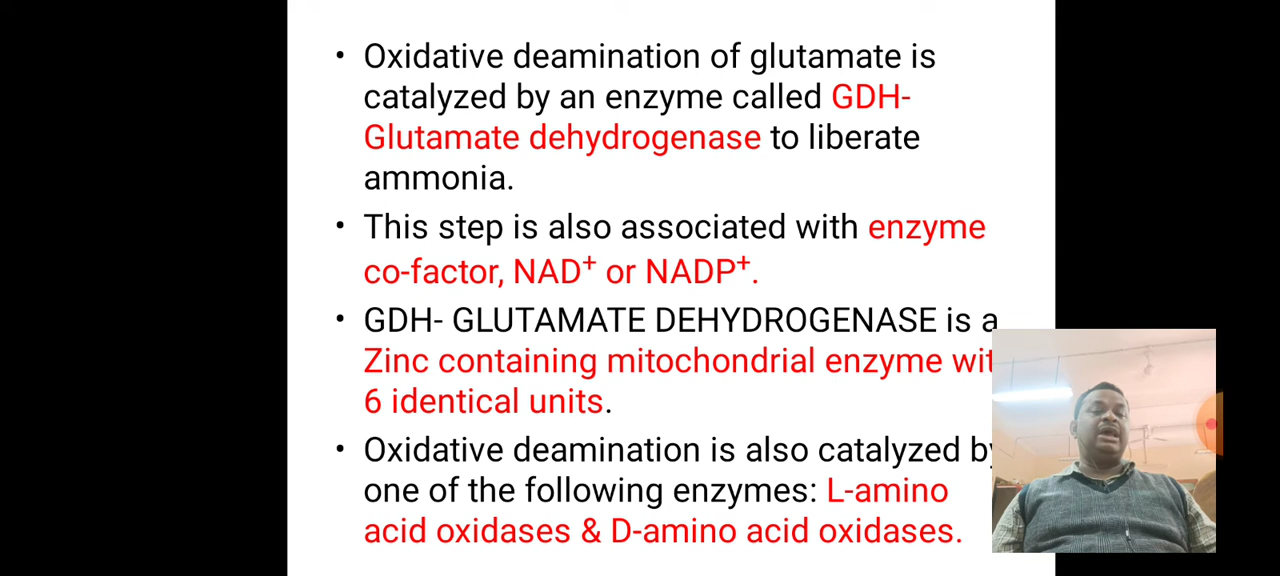 • Oxidative deamination of glutamate is
catalyzed by an enzyme called GDH-
Glutamate dehydrogenase to liberate
ammonia.
• This step is also associated with enzyme
co-factor, NAD⁺ or NADP⁺.
• GDH- GLUTAMATE DEHYDROGENASE is a
Zinc containing mitochondrial enzyme wit
6 identical units.
• Oxidative deamination is also catalyzed by
one of the following enzymes: L-amino
acid oxidases & D-amino acid oxidases.